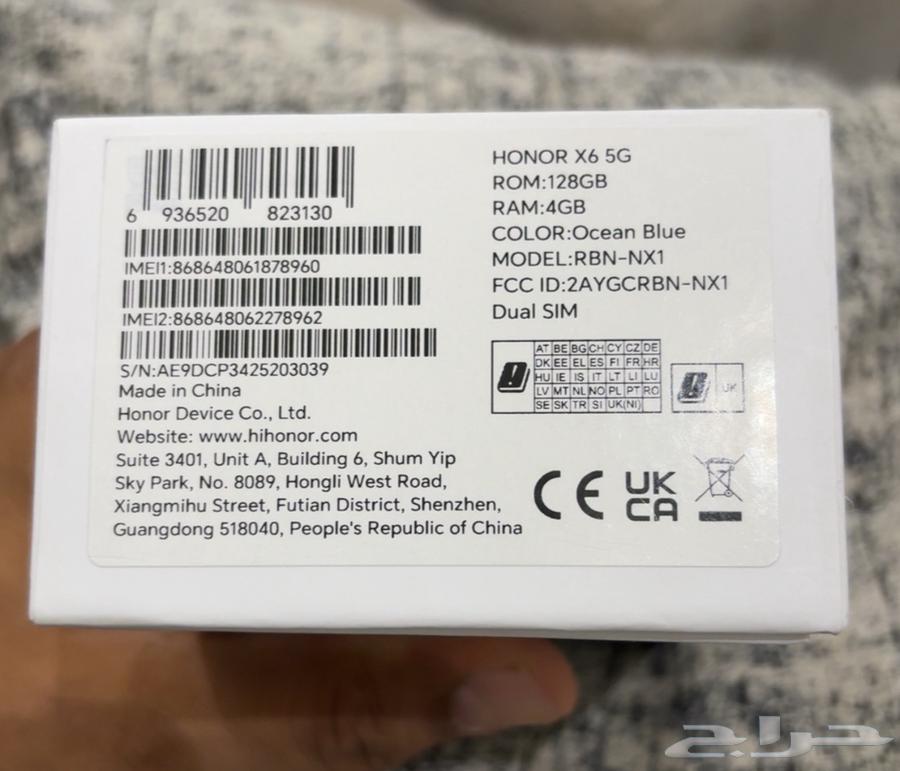 6 936520 823130
IMEI1:868648061878960
IMEI2:868648062278962
S/N:AE9DCP3425203039
Made in China
Honor Device Co., Ltd.
Website: www.hihonor.com
Suite 3401, Unit A, Building 6, Shum Yip
Sky Park, No. 8089, Hongli West Road,
Xiangmihu Street, Futian District, Shenzhen,
Guangdong 518040, People's Republic of China
HONOR X6 5G
ROM:128GB
RAM:4GB
COLOR:Ocean Blue
MODEL:RBN-NX1
FCC ID:2AYGCRBN-NX1
Dual SIM
AT BE BG CH CY CZ DE
DK EE EL ES FI FR HR
HU IE IS IT LT LI LU
LV MT NL NO PL PT RO
SE SK TR SI UK(NI)
UK
CE
UK
CA
حراج